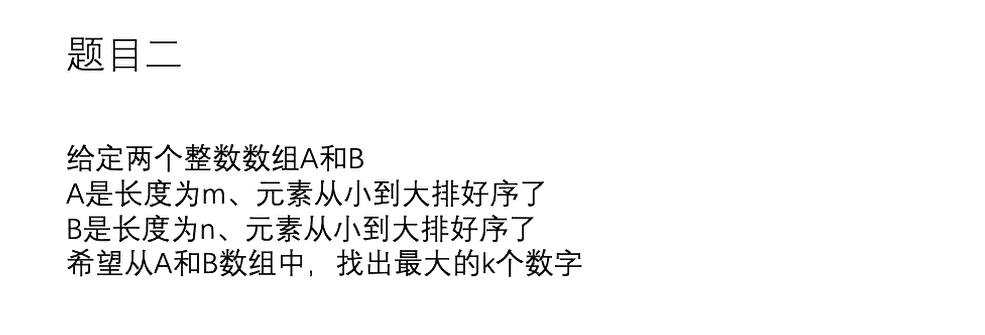 题目二
给定两个整数数组A和B
A是长度为m、元素从小到大排好序了
B是长度为n、元素从小到大排好序了
希望从A和B数组中，找出最大的k个数字